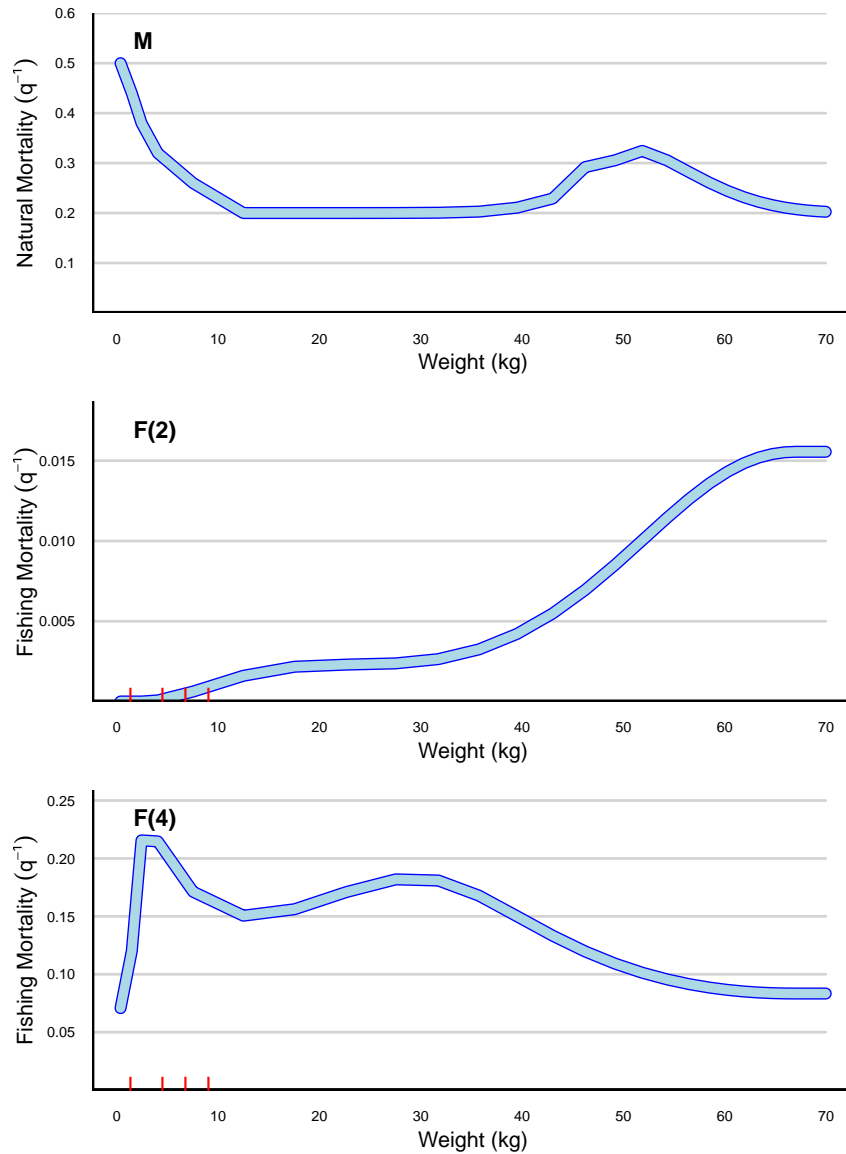 M
Natural Mortality (q⁻¹)
0.6
0.5
0.4
0.3
0.2
0.1
0 10 20 30 40 50 60 70
Weight (kg)
F(2)
Fishing Mortality (q⁻¹)
0.015
0.010
0.005
0 10 20 30 40 50 60 70
Weight (kg)
F(4)
Fishing Mortality (q⁻¹)
0.25
0.20
0.15
0.10
0.05
0 10 20 30 40 50 60 70
Weight (kg)